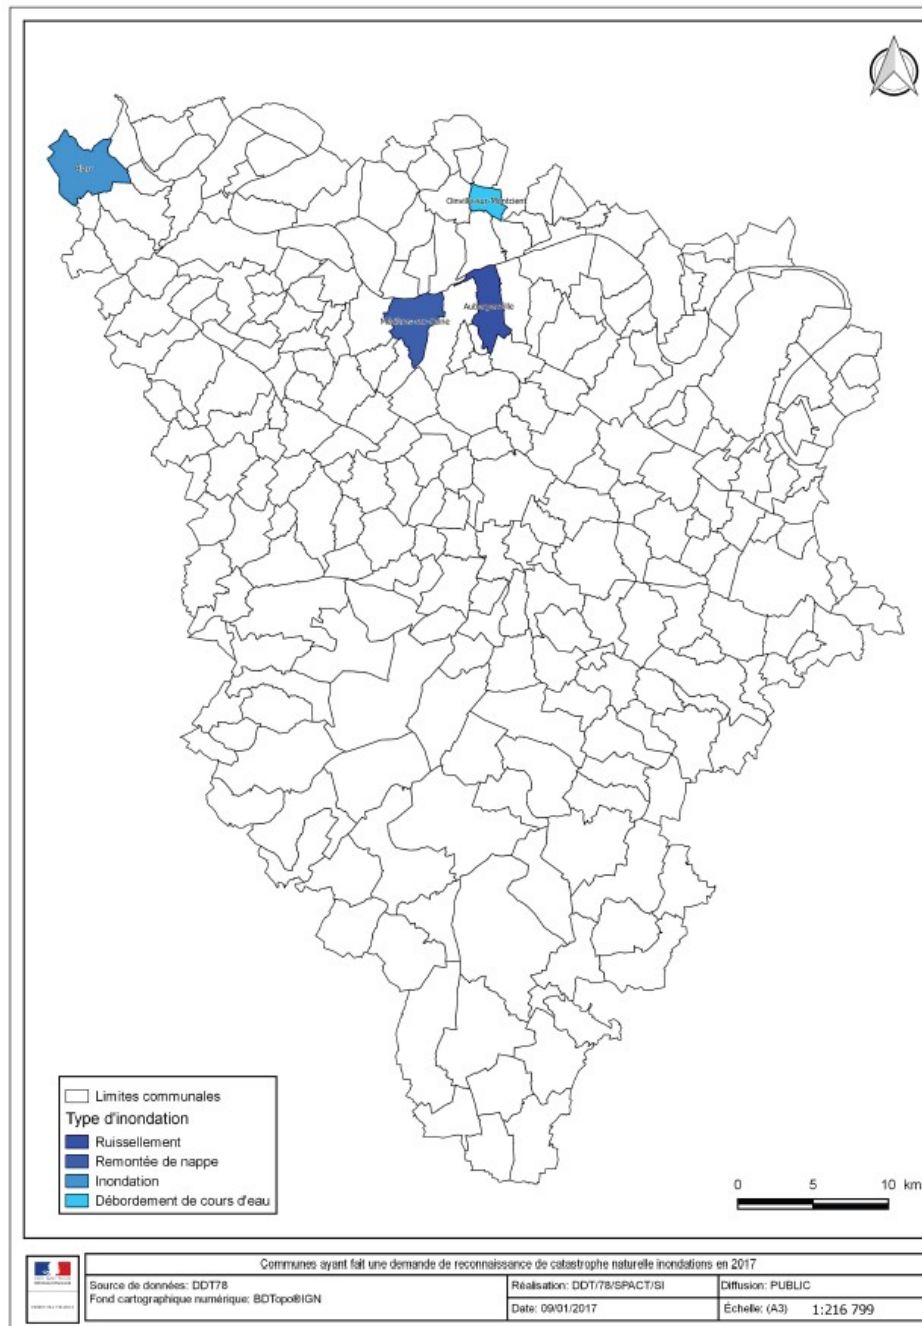 Oinville-sur-Montcient
Aubergenville
Limites communales
Type d'inondation
Ruissellement
Remontée de nappe
Inondation
Débordement de cours d'eau
0 5 10 km
Communes ayant fait une demande de reconnaissance de catastrophe naturelle inondations en 2017
Source de données: DDT78
Fond cartographique numérique: BDTopo®IGN
Réalisation: DDT/78/SPACT/SI
Diffusion: PUBLIC
Date: 09/01/2017
Échelle: (A3) 1:216 799